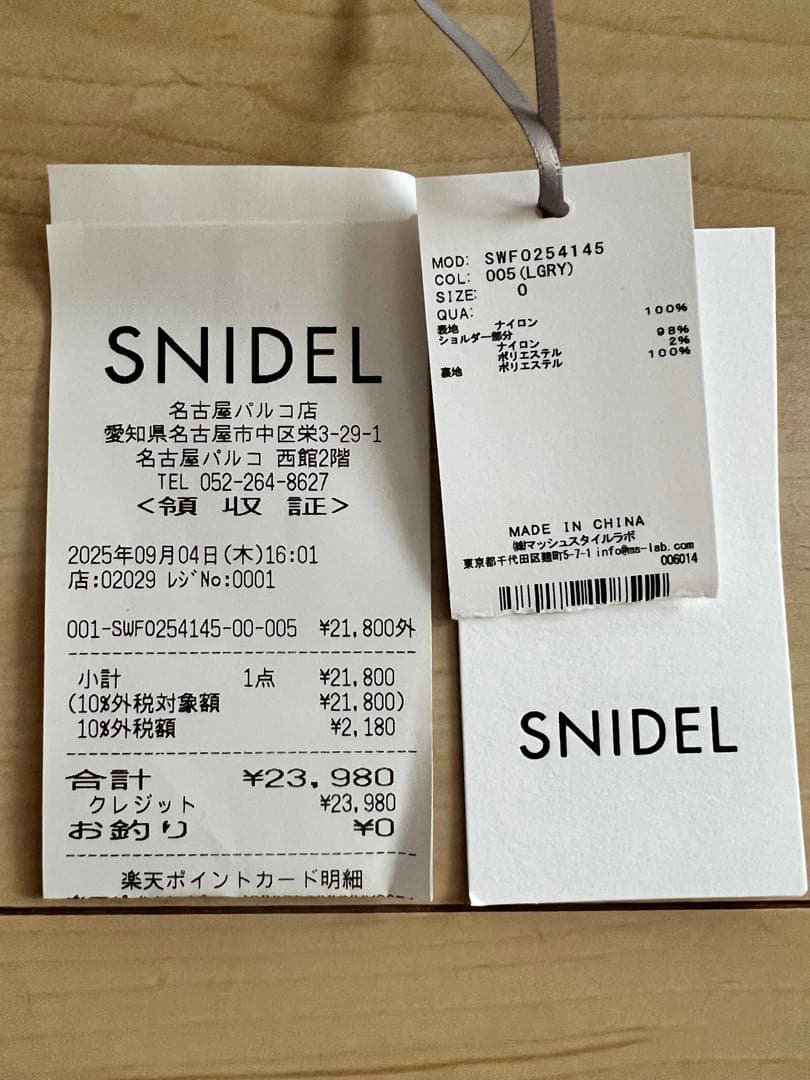 SNIDEL
名古屋パルコ店
愛知県名古屋市中区栄3-29-1
名古屋パルコ 西館2階
TEL 052-264-8627
<領 収 証>
2025年09月04日(木)16:01
店:02029 レジNo:0001
001-SWFO254145-00-005 ¥21,800外
小計 1点 ¥21,800
(10%外税対象額 ¥21,800)
10%外税額 ¥2,180
合計 ¥23,980
クレジット ¥23,980
お釣り ¥0
楽天ポイントカード明細
MOD: SWFO254145
COL: 005(LGRY)
SIZE: 0
QUA:
表地 ナイロン 100%
ショルダー部分
ナイロン 98%
ポリエステル 2%
裏地 ポリエステル 100%
MADE IN CHINA
㈱マッシュスタイルラボ
東京都千代田区麹町5-7-1 info@ms-lab.com
006014
SNIDEL